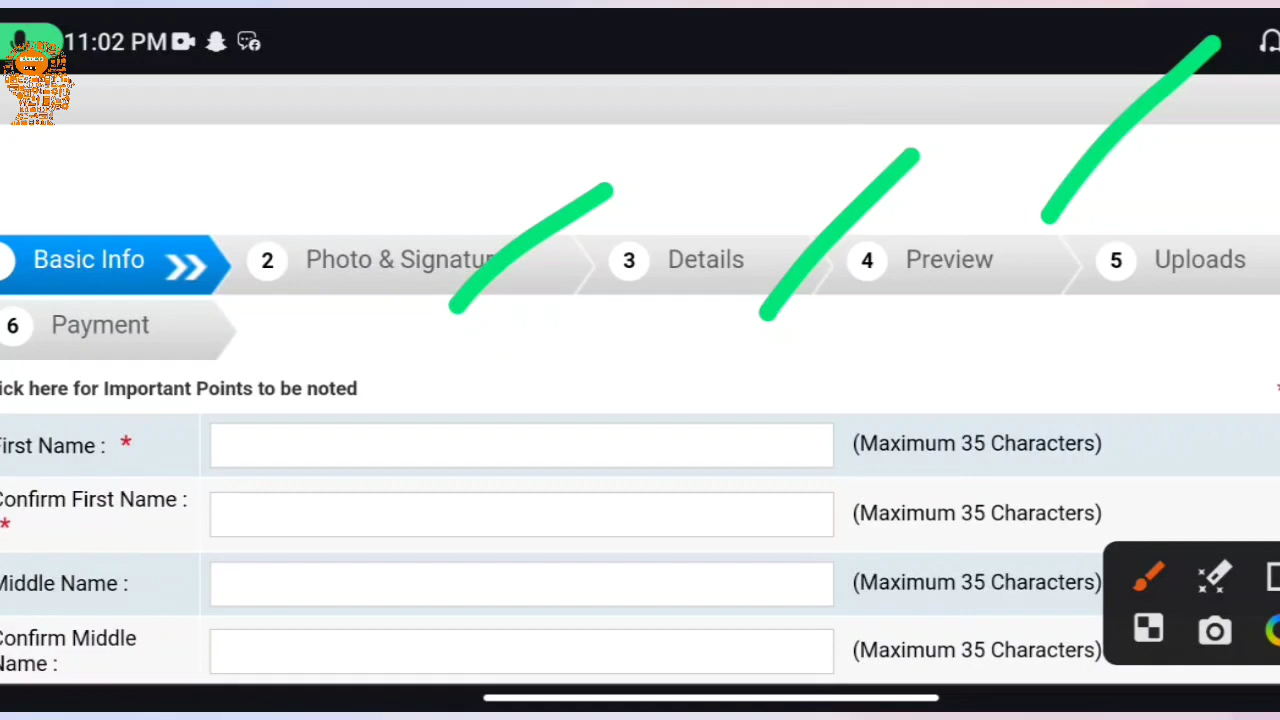 11:02 PM
Basic Info
2 Photo & Signatur
3 Details
4 Preview
5 Uploads
6 Payment
ick here for Important Points to be noted
*
First Name : *
(Maximum 35 Characters)
Confirm First Name :
*
(Maximum 35 Characters)
Middle Name :
(Maximum 35 Characters)
Confirm Middle
Name :
(Maximum 35 Characters)